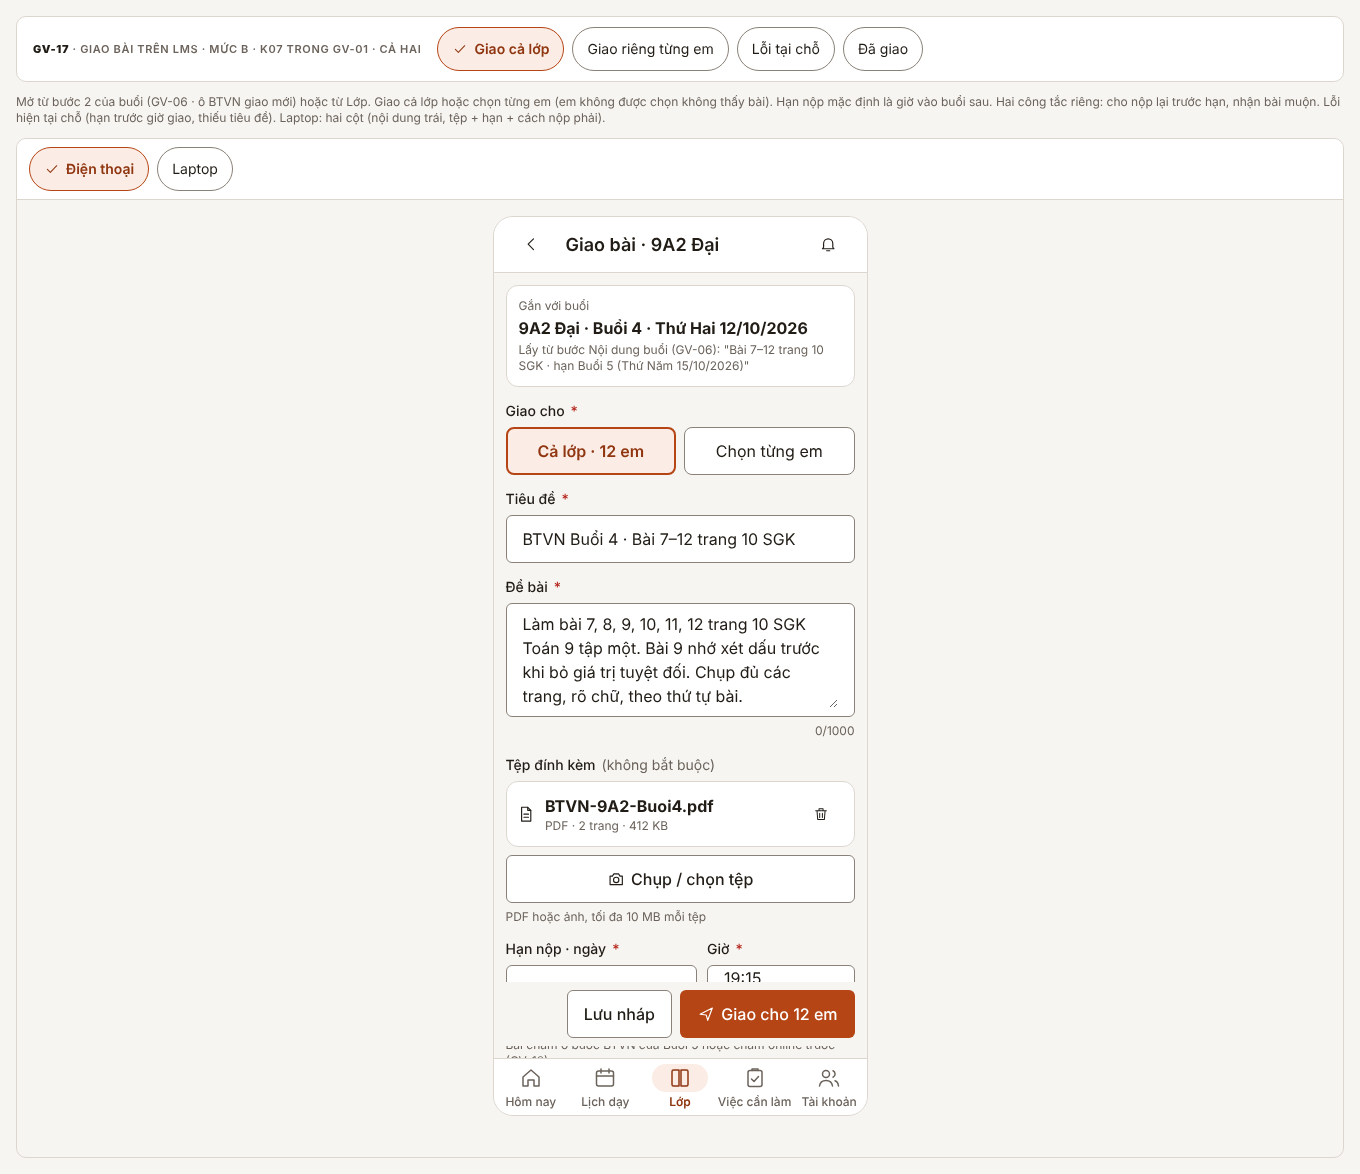 GV-17 · GIAO BÀI TRÊN LMS · MỨC B · K07 TRONG GV-01 · CẢ HAI
Giao cả lớp
Giao riêng từng em
Lỗi tại chỗ
Đã giao
Mở từ bước 2 của buổi (GV-06 · ô BTVN giao mới) hoặc từ Lớp. Giao cả lớp hoặc chọn từng em (em không được chọn không thấy bài). Hạn nộp mặc định là giờ vào buổi sau. Hai công tắc riêng: cho nộp lại trước hạn, nhận bài muộn. Lỗi
hiện tại chỗ (hạn trước giờ giao, thiếu tiêu đề). Laptop: hai cột (nội dung trái, tệp + hạn + cách nộp phải).
Điện thoại
Laptop
Giao bài · 9A2 Đại
Gắn với buổi
9A2 Đại · Buổi 4 · Thứ Hai 12/10/2026
Lấy từ bước Nội dung buổi (GV-06): "Bài 7–12 trang 10
SGK · hạn Buổi 5 (Thứ Năm 15/10/2026)"
Giao cho *
Cả lớp · 12 em
Chọn từng em
Tiêu đề *
BTVN Buổi 4 · Bài 7–12 trang 10 SGK
Đề bài *
Làm bài 7, 8, 9, 10, 11, 12 trang 10 SGK
Toán 9 tập một. Bài 9 nhớ xét dấu trước
khi bỏ giá trị tuyệt đối. Chụp đủ các
trang, rõ chữ, theo thứ tự bài.
0/1000
Tệp đính kèm (không bắt buộc)
BTVN-9A2-Buoi4.pdf
PDF · 2 trang · 412 KB
Chụp / chọn tệp
PDF hoặc ảnh, tối đa 10 MB mỗi tệp
Hạn nộp · ngày *
Giờ *
19:15
Lưu nháp
Giao cho 12 em
Hôm nay
Lịch dạy
Lớp
Việc cần làm
Tài khoản